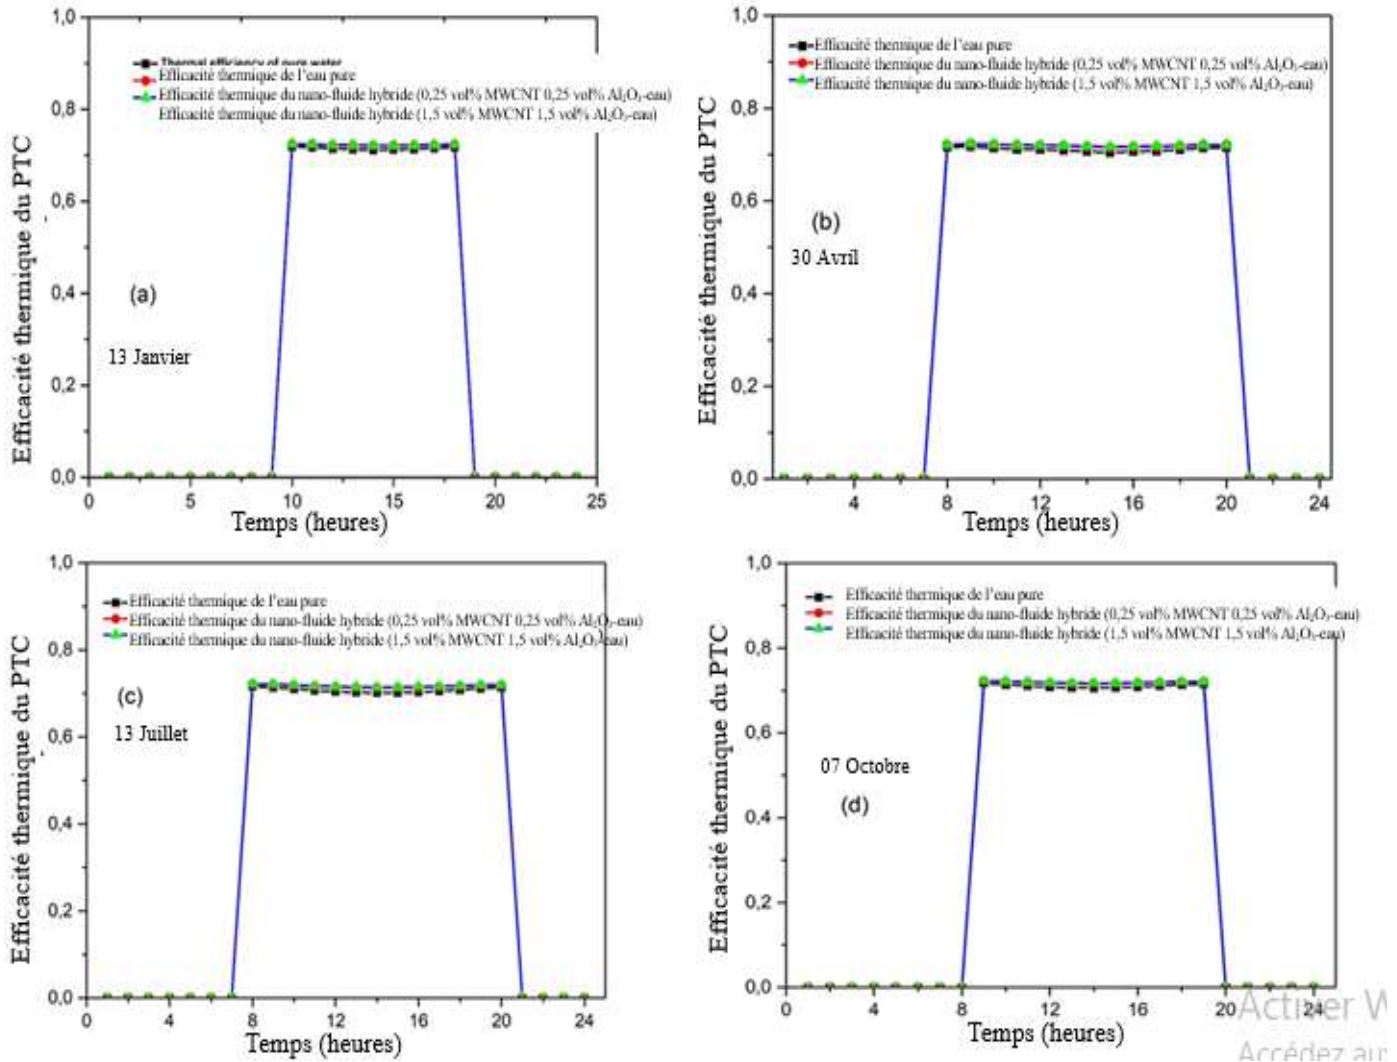 1,0
Thermal efficiency of pure water
Efficacité thermique de l'eau pure
Efficacité thermique du nano-fluide hybride (0,25 vol% MWCNT 0,25 vol% Al₂O₃-eau)
Efficacité thermique du nano-fluide hybride (1,5 vol% MWCNT 1,5 vol% Al₂O₃-eau)
0,8
0,6
0,4
0,2
0,0
Efficacité thermique du PTC
(a)
13 Janvier
0 5 10 15 20 25
Temps (heures)
1,0
Efficacité thermique de l'eau pure
Efficacité thermique du nano-fluide hybride (0,25 vol% MWCNT 0,25 vol% Al₂O₃-eau)
Efficacité thermique du nano-fluide hybride (1,5 vol% MWCNT 1,5 vol% Al₂O₃-eau)
0,8
0,6
0,4
0,2
0,0
Efficacité thermique du PTC
(b)
30 Avril
4 8 12 16 20 24
Temps (heures)
1,0
Efficacité thermique de l'eau pure
Efficacité thermique du nano-fluide hybride (0,25 vol% MWCNT 0,25 vol% Al₂O₃-eau)
Efficacité thermique du nano-fluide hybride (1,5 vol% MWCNT 1,5 vol% Al₂O₃-eau)
0,8
0,6
0,4
0,2
0,0
Efficacité thermique du PTC
(c)
13 Juillet
0 4 8 12 16 20 24
Temps (heures)
1,0
Efficacité thermique de l'eau pure
Efficacité thermique du nano-fluide hybride (0,25 vol% MWCNT 0,25 vol% Al₂O₃-eau)
Efficacité thermique du nano-fluide hybride (1,5 vol% MWCNT 1,5 vol% Al₂O₃-eau)
0,8
0,6
0,4
0,2
0,0
Efficacité thermique du PTC
07 Octobre
(d)
0 4 8 12 16 20 24
Temps (heures)
Activer W
Accédez aux